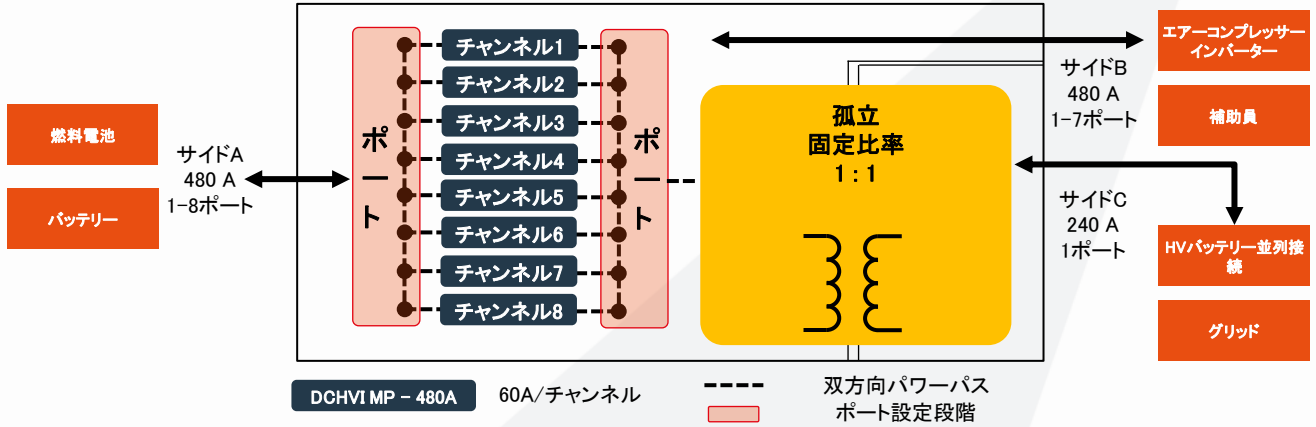 燃料電池
バッテリー
サイドA
480 A
1-8ポート
ポート
チャンネル1
チャンネル2
チャンネル3
チャンネル4
チャンネル5
チャンネル6
チャンネル7
チャンネル8
ポート
孤立
固定比率
1 : 1
サイドB
480 A
1-7ポート
サイドC
240 A
1ポート
エアーコンプレッサー
インバーター
補助員
HVバッテリー並列接
続
グリッド
DCHVI MP – 480A
60A/チャンネル
双方向パワーパス
ポート設定段階